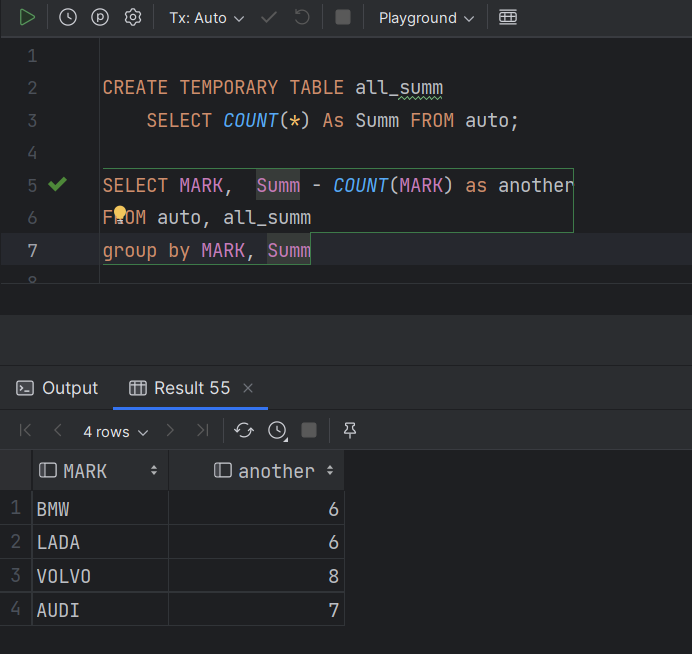 Tx: Auto Playground
1
2 CREATE TEMPORARY TABLE all_summ
3 SELECT COUNT(*) As Summ FROM auto;
4
5 SELECT MARK,  Summ - COUNT(MARK) as another
6 FROM auto, all_summ
7 group by MARK, Summ
8
Output Result 55
4 rows
MARK another
1 BMW 6
2 LADA 6
3 VOLVO 8
4 AUDI 7